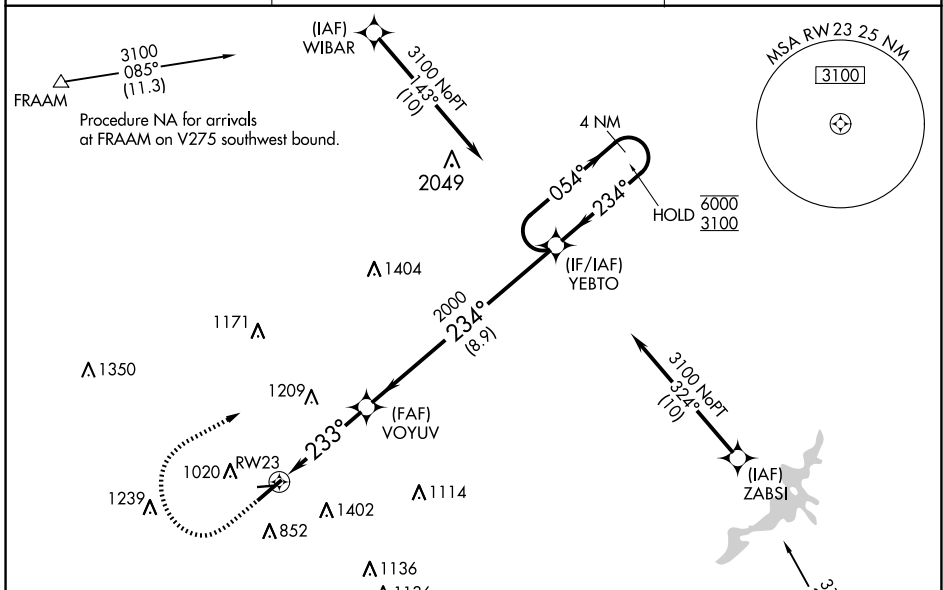 3100
085°
(11.3)
FRAAM
Procedure NA for arrivals
at FRAAM on V275 southwest bound.
(IAF)
WIBAR
3100 NoPT
143°
(10)
2049
MSA RW 23 25 NM
3100
4 NM
054°
234°
HOLD 6000
3100
(IF/IAF)
YEBTO
1404
2000
234°
(8.9)
1171
1350
1209
(FAF)
VOYUV
3100 NoPT
324°
(10)
233°
1020
RW23
(IAF)
ZABSI
1239
1402
1114
852
1136